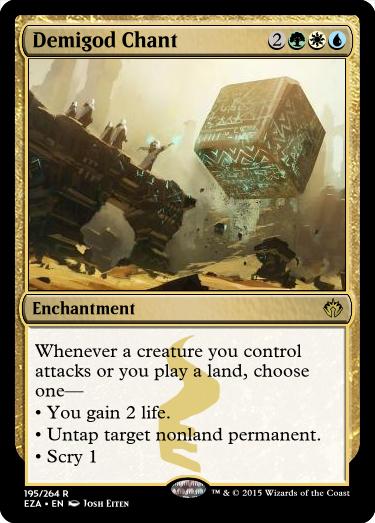 Demigod Chant 2
Enchantment
Whenever a creature you control
attacks or you play a land, choose
one—
• You gain 2 life.
• Untap target nonland permanent.
• Scry 1
195/264 R
EZA • EN Josh Eiten
™ & © 2015 Wizards of the Coast